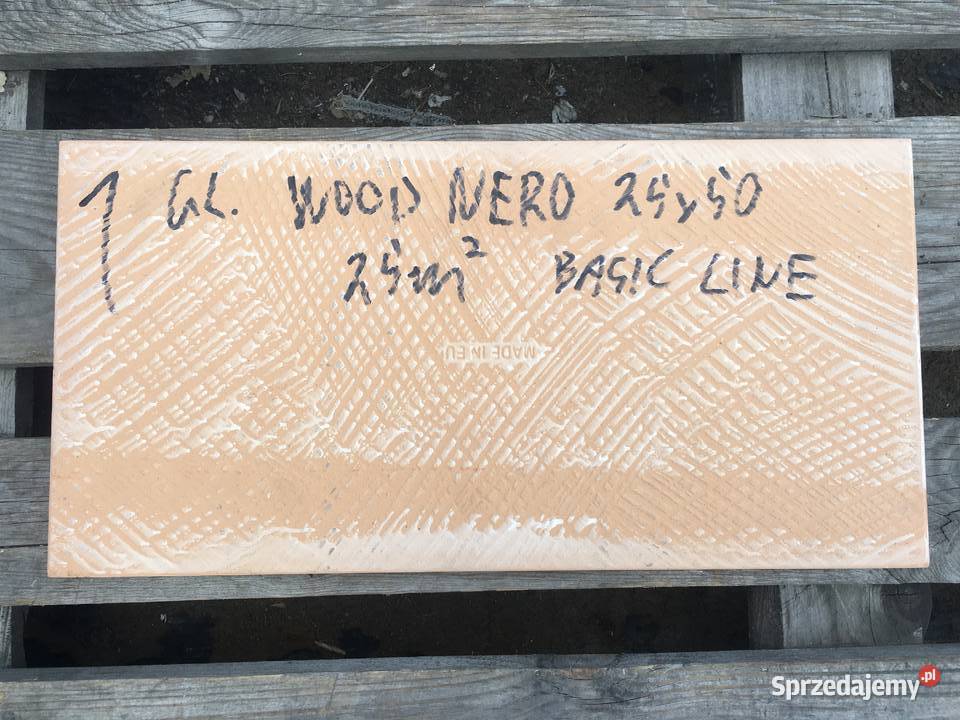 1 GL. WOOD NERO 25x50
25m² BASIC LINE
MADE IN EU
Sprzedajemy.pl